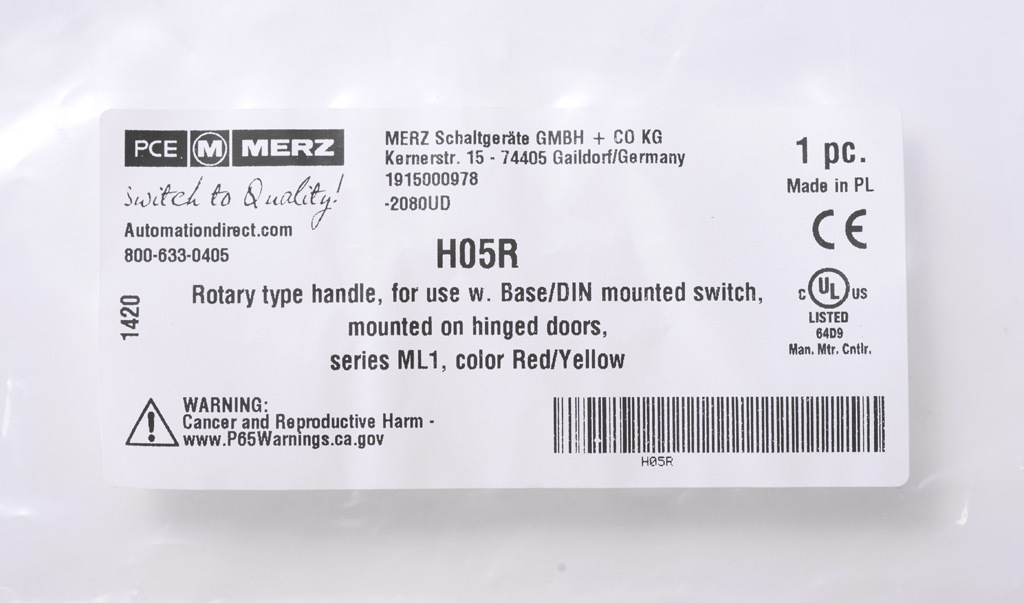 PCE M MERZ
switch to Quality!
Automationdirect.com
800-633-0405
MERZ Schaltgeräte GMBH + CO KG
Kernerstr. 15 - 74405 Gaildorf/Germany
1915000978
-2080UD
1 pc.
Made in PL
CE
H05R
Rotary type handle, for use w. Base/DIN mounted switch,
mounted on hinged doors,
series ML1, color Red/Yellow
1420
C UL US
LISTED
64D9
Man. Mtr. Cntlr.
WARNING:
Cancer and Reproductive Harm -
www.P65Warnings.ca.gov
H05R